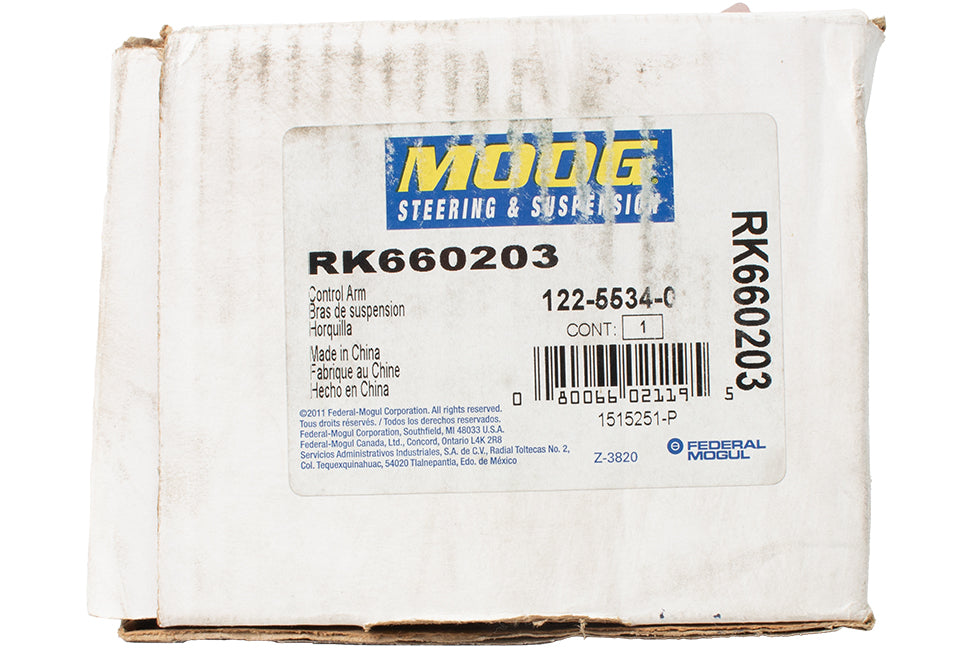 MOOG
STEERING & SUSPENSION
RK660203
Control Arm
Bras de suspension
Horquilla
Made in China
Fabrique au Chine
Hecho en China
122-5534-0
CONT: 1
0 80066 02119 5
1515251-P
RK660203
©2011 Federal-Mogul Corporation. All rights reserved.
Tous droits réservés. / Todos los derechos reservados.
Federal-Mogul Corporation, Southfield, MI 48033 U.S.A.
Federal-Mogul Canada, Ltd., Concord, Ontario L4K 2R8
Servicios Administrativos Industriales, S.A. de C.V., Radial Toltecas No. 2,
Col. Tequexquinahuac, 54020 Tlalnepantla, Edo. de México
Z-3820
FEDERAL
MOGUL